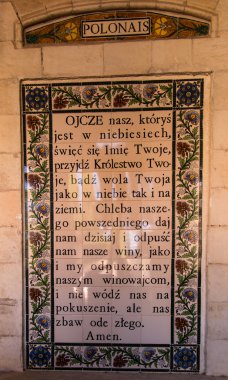 POLONAIS
OJCZE nasz, któryś
jest w niebiesiech,
święć się Imię Twoje,
przyjdź Królestwo Two-
je, bądź wola Twoja
jako w niebie tak i na
ziemi. Chleba nasze-
go powszedniego daj
nam dzisiaj i odpuść
nam nasze winy, jako
i my odpuszczamy
naszym winowajcom,
i nie wódź nas na
pokuszenie, ale nas
zbaw ode złego.
Amen.